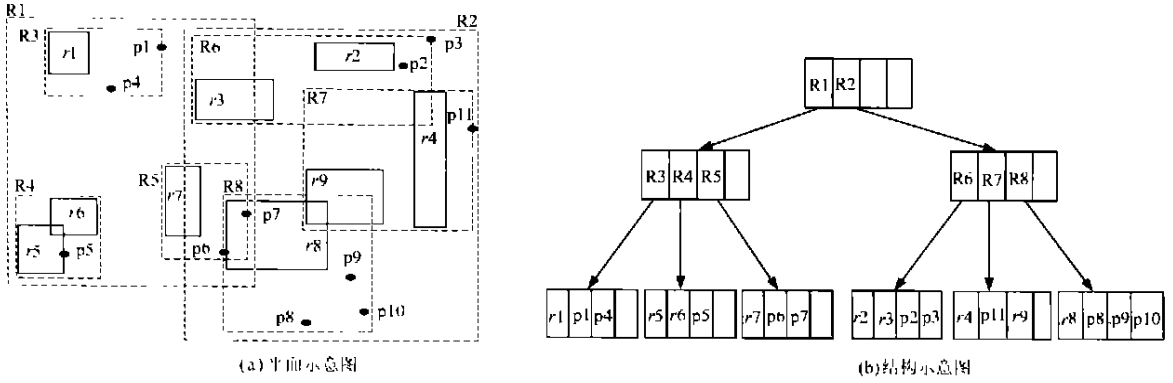 R1
R2
R3
r1
p1
R6
r2
p3
p2
p4
r3
R7
p11
r4
R5
r7
R8
r9
R4
r6
p7
r5
p5
p6
r8
p9
p8
p10
(a)平面示意图
R1 R2
R3 R4 R5
R6 R7 R8
r1 p1 p4
r5 r6 p5
r7 p6 p7
r2 r3 p2 p3
r4 p11 r9
r8 p8 p9 p10
(b)结构示意图